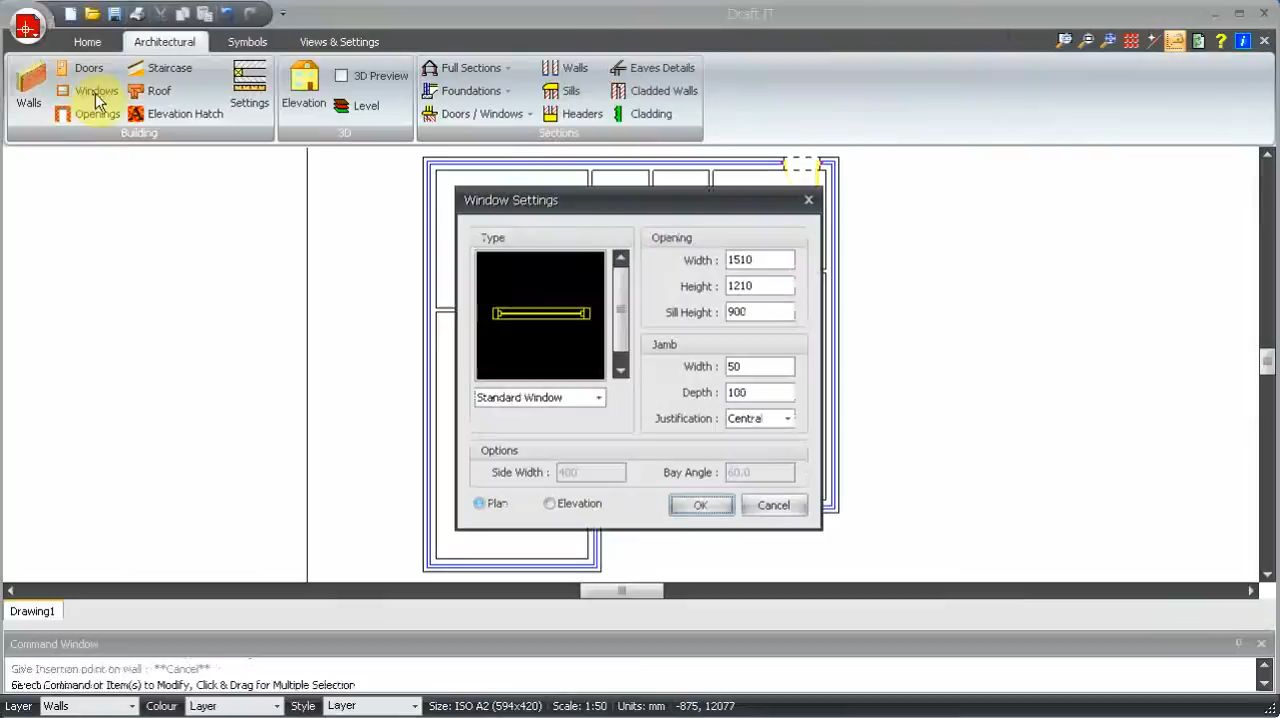 Draft IT
Home Architectural Symbols Views & Settings
Walls
Doors
Windows
Openings
Staircase
Roof
Elevation Hatch
Settings
Building
Elevation
3D Preview
Level
3D
Full Sections
Foundations
Doors / Windows
Walls
Sills
Headers
Eaves Details
Cladded Walls
Cladding
Sections
Window Settings
Type
Standard Window
Opening
Width : 1510
Height : 1210
Sill Height : 900
Jamb
Width : 50
Depth : 100
Justification : Central
Options
Side Width : 400 Bay Angle : 60.0
Plan Elevation OK Cancel
Drawing1
Command Window
Give Insertion point on wall : **Cancel**
Select Command or Item(s) to Modify, Click & Drag for Multiple Selection
Layer Walls Colour Layer Style Layer Size: ISO A2 (594x420) Scale: 1:50 Units: mm -875, 12077